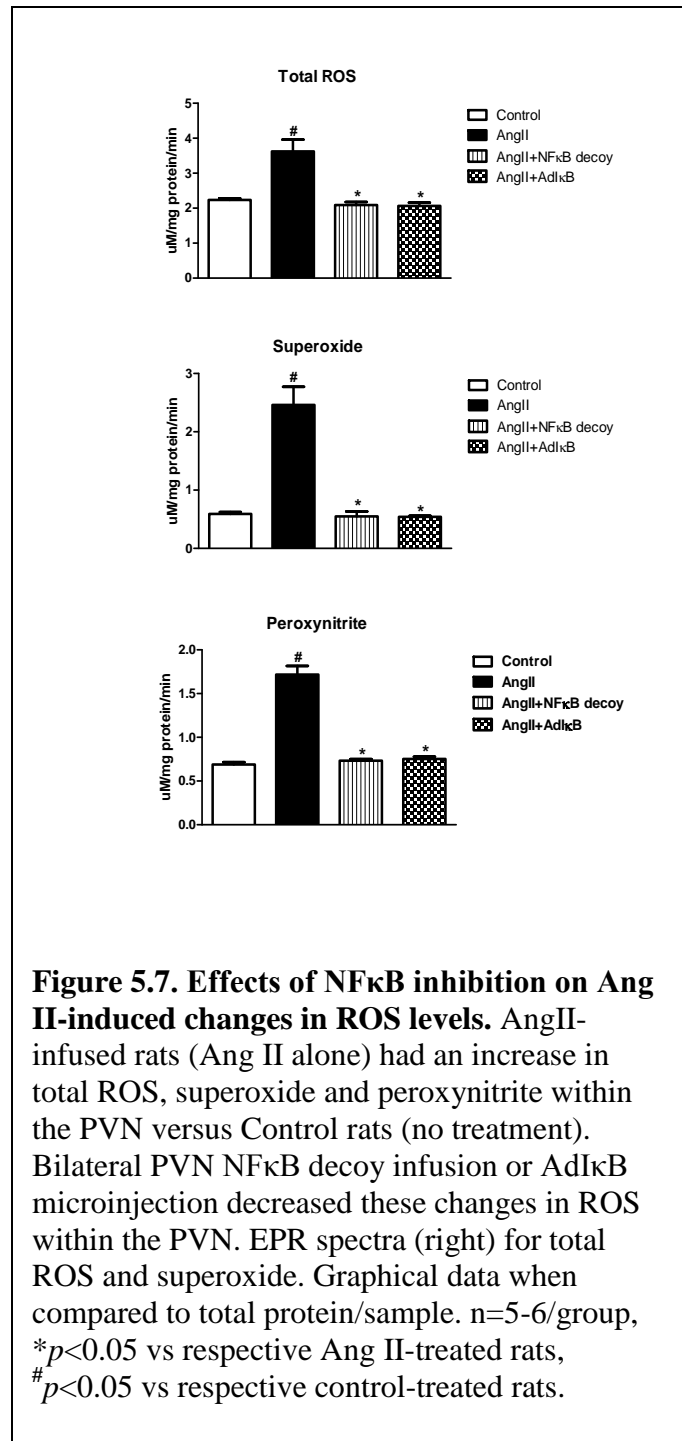 Total ROS
uM/mg protein/min
5
4
3
2
1
0
#
*
*
Control
AngII
AngII+NFκB decoy
AngII+AdIκB
Superoxide
uM/mg protein/min
3
2
1
0
#
*
*
Control
AngII
AngII+NFκB decoy
AngII+AdIκB
Peroxynitrite
uM/mg protein/min
2.0
1.5
1.0
0.5
0.0
#
*
*
Control
AngII
AngII+NFκB decoy
AngII+AdIκB
Figure 5.7. Effects of NFκB inhibition on Ang
II-induced changes in ROS levels. AngII-
infused rats (Ang II alone) had an increase in
total ROS, superoxide and peroxynitrite within
the PVN versus Control rats (no treatment).
Bilateral PVN NFκB decoy infusion or AdIκB
microinjection decreased these changes in ROS
within the PVN. EPR spectra (right) for total
ROS and superoxide. Graphical data when
compared to total protein/sample. n=5-6/group,
*p<0.05 vs respective Ang II-treated rats,
#p<0.05 vs respective control-treated rats.